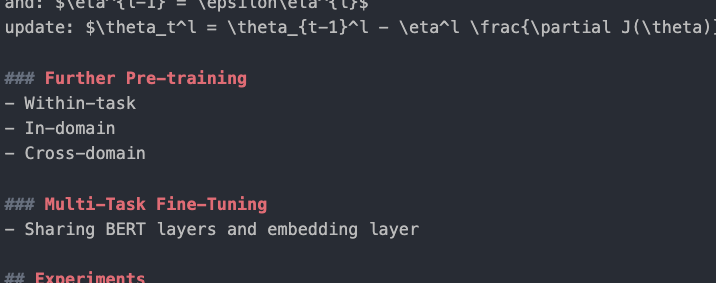 and: $\eta^{l-1} = \epsilon\eta^{l}$
update: $\theta_t^l = \theta_{t-1}^l - \eta^l \frac{\partial J(\theta)}
### Further Pre-training
- Within-task
- In-domain
- Cross-domain
### Multi-Task Fine-Tuning
- Sharing BERT layers and embedding layer
## Experiments